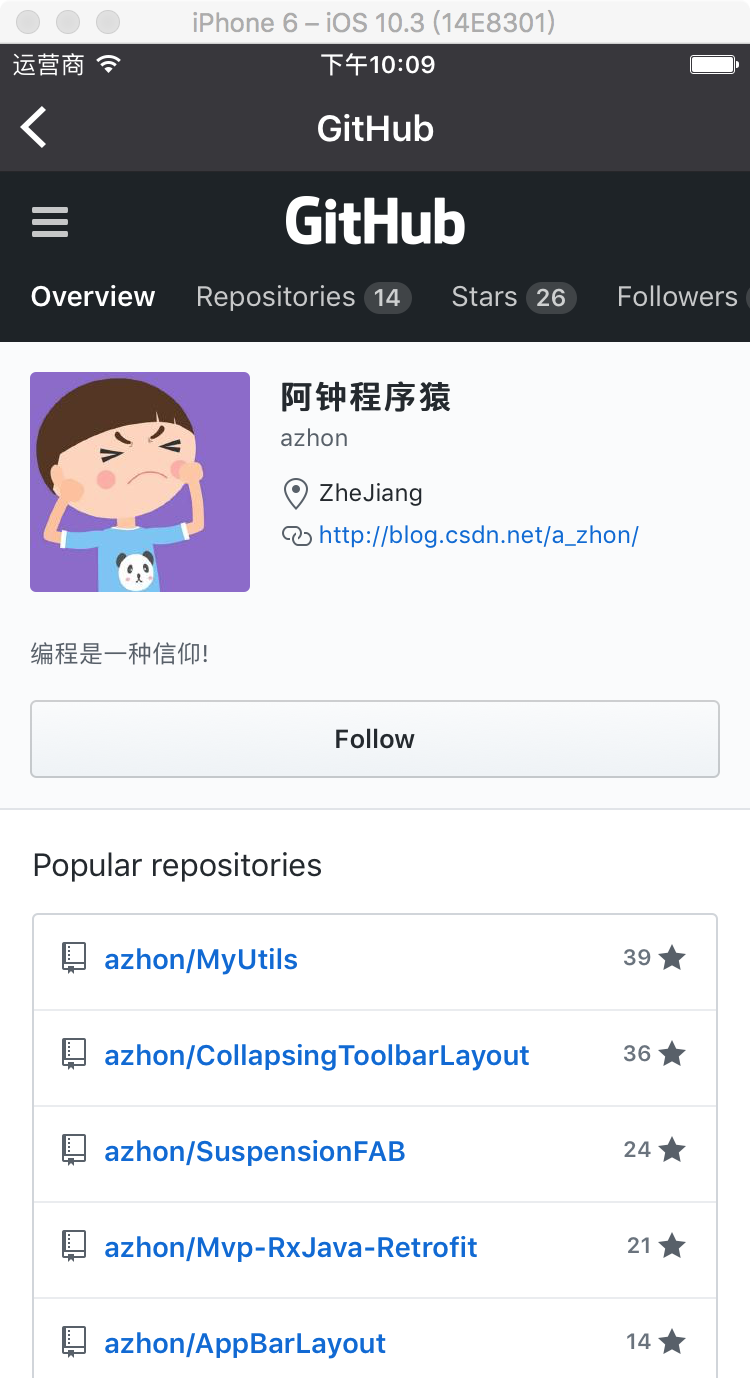 iPhone 6 – iOS 10.3 (14E8301)
运营商 下午10:09
GitHub
GitHub
Overview Repositories 14 Stars 26 Followers
阿钟程序猿
azhon
ZheJiang
http://blog.csdn.net/a_zhon/
编程是一种信仰!
Follow
Popular repositories
azhon/MyUtils 39
azhon/CollapsingToolbarLayout 36
azhon/SuspensionFAB 24
azhon/Mvp-RxJava-Retrofit 21
azhon/AppBarLayout 14